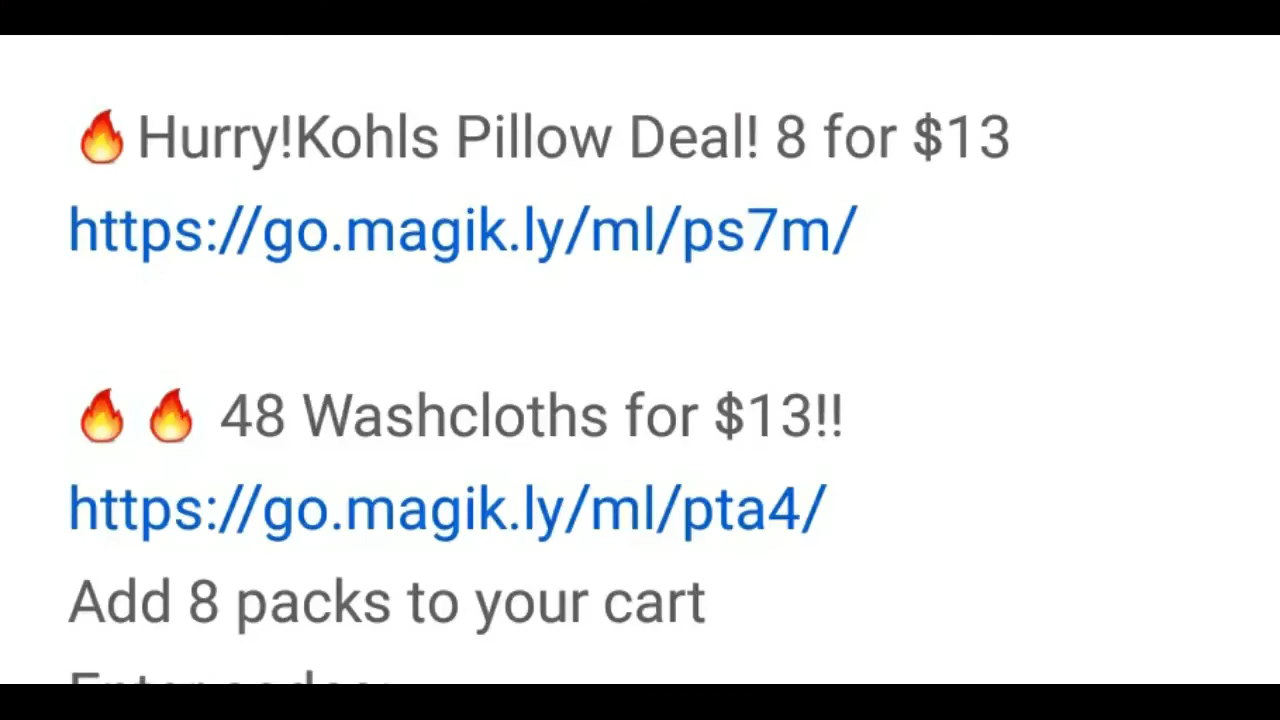 🔥Hurry!Kohls Pillow Deal! 8 for $13
https://go.magik.ly/ml/ps7m/
🔥🔥 48 Washcloths for $13!!
https://go.magik.ly/ml/pta4/
Add 8 packs to your cart